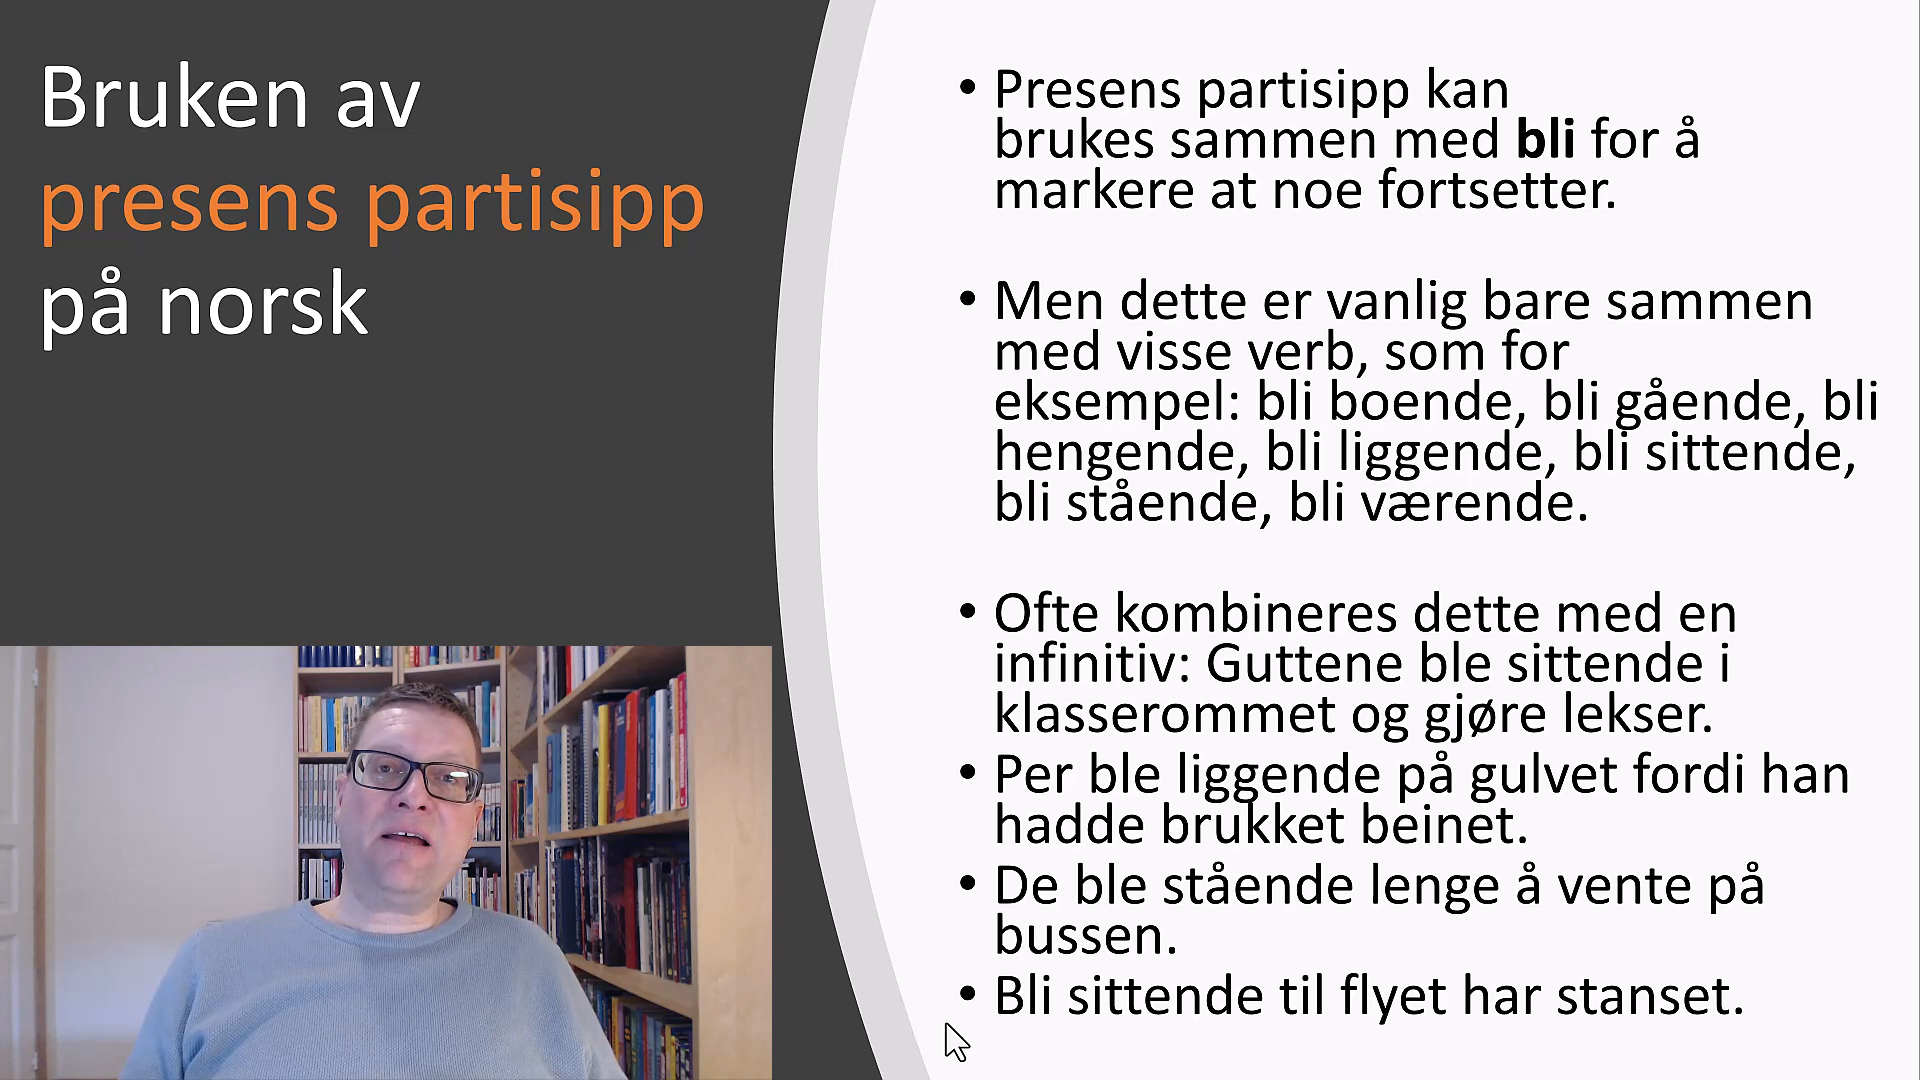 Bruken av
presens partisipp
på norsk
• Presens partisipp kan
brukes sammen med bli for å
markere at noe fortsetter.
• Men dette er vanlig bare sammen
med visse verb, som for
eksempel: bli boende, bli gående, bli
hengende, bli liggende, bli sittende,
bli stående, bli værende.
• Ofte kombineres dette med en
infinitiv: Guttene ble sittende i
klasserommet og gjøre lekser.
• Per ble liggende på gulvet fordi han
hadde brukket beinet.
• De ble stående lenge å vente på
bussen.
• Bli sittende til flyet har stanset.